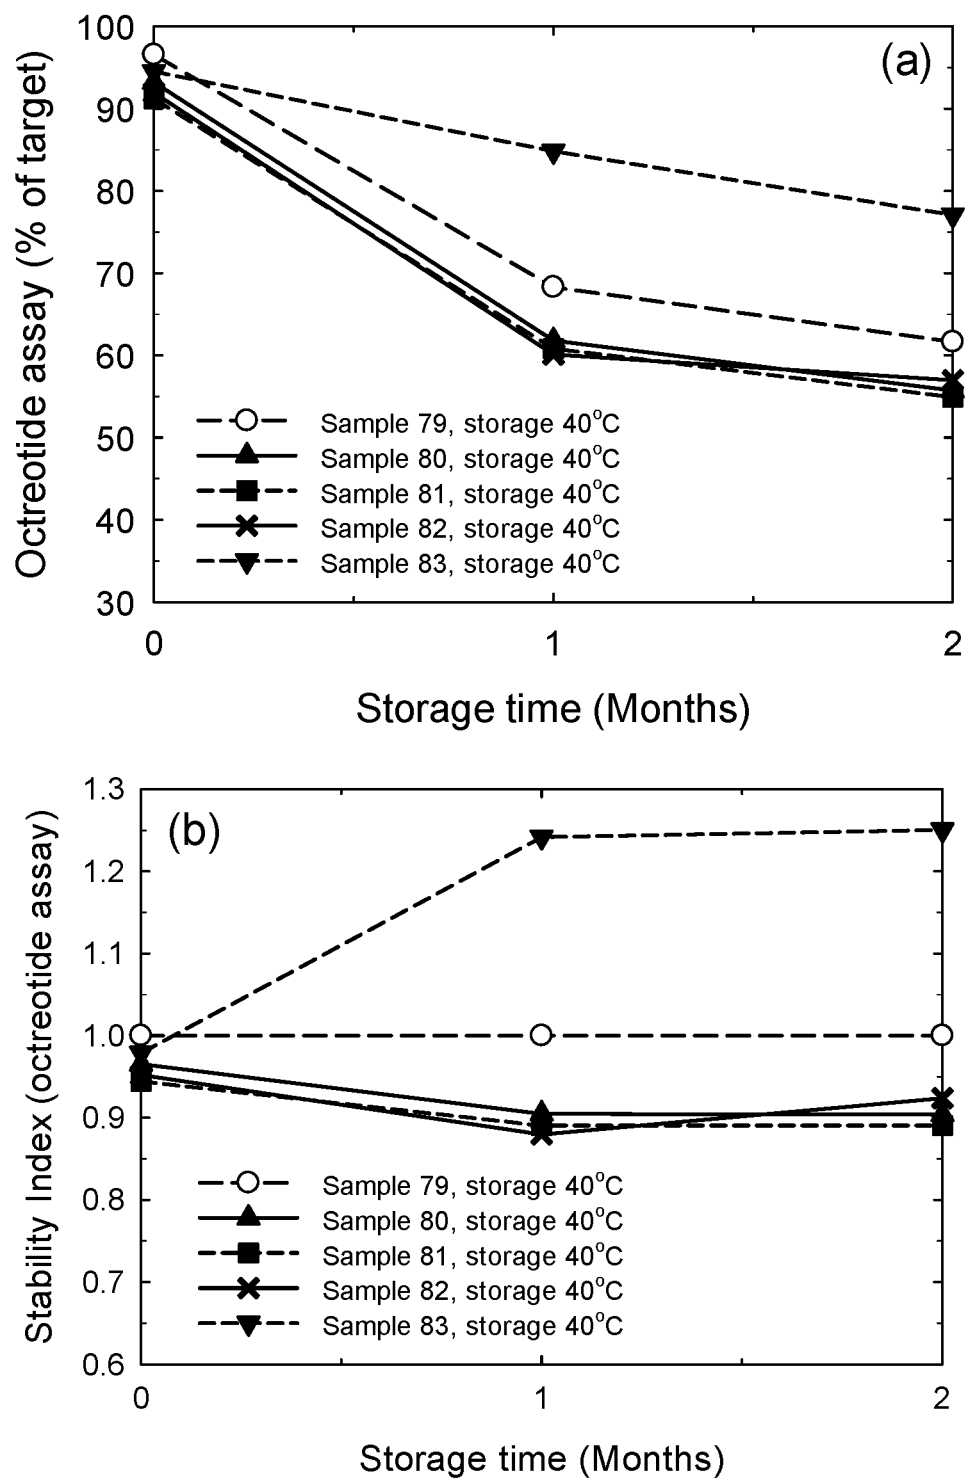 (a)
Octreotide assay (% of target)
100
90
80
70
60
50
40
30
Sample 79, storage 40°C
Sample 80, storage 40°C
Sample 81, storage 40°C
Sample 82, storage 40°C
Sample 83, storage 40°C
0 1 2
Storage time (Months)
(b)
Stability Index (octreotide assay)
1.3
1.2
1.1
1.0
0.9
0.8
0.7
0.6
Sample 79, storage 40°C
Sample 80, storage 40°C
Sample 81, storage 40°C
Sample 82, storage 40°C
Sample 83, storage 40°C
0 1 2
Storage time (Months)